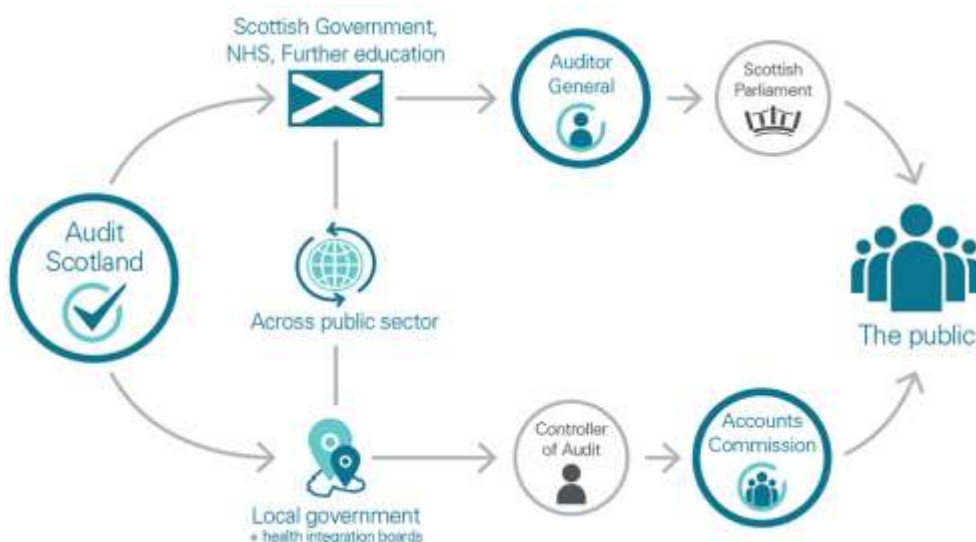 Scottish Government,
NHS, Further education
Auditor
General
Scottish
Parliament
Audit
Scotland
Across public sector
The public
Controller
of Audit
Accounts
Commission
Local government
+ health integration boards